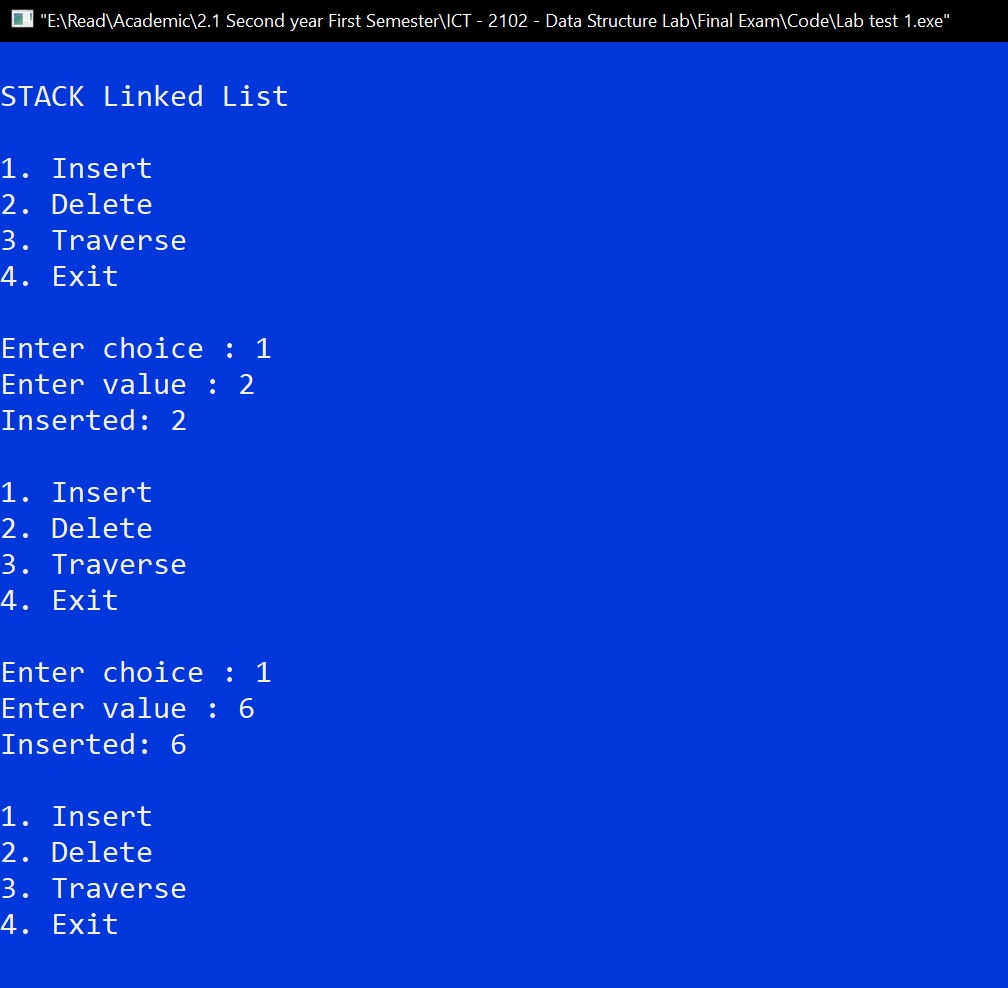 "E:\Read\Academic\2.1 Second year First Semester\ICT - 2102 - Data Structure Lab\Final Exam\Code\Lab test 1.exe"
STACK Linked List
1. Insert
2. Delete
3. Traverse
4. Exit
Enter choice : 1
Enter value : 2
Inserted: 2
1. Insert
2. Delete
3. Traverse
4. Exit
Enter choice : 1
Enter value : 6
Inserted: 6
1. Insert
2. Delete
3. Traverse
4. Exit